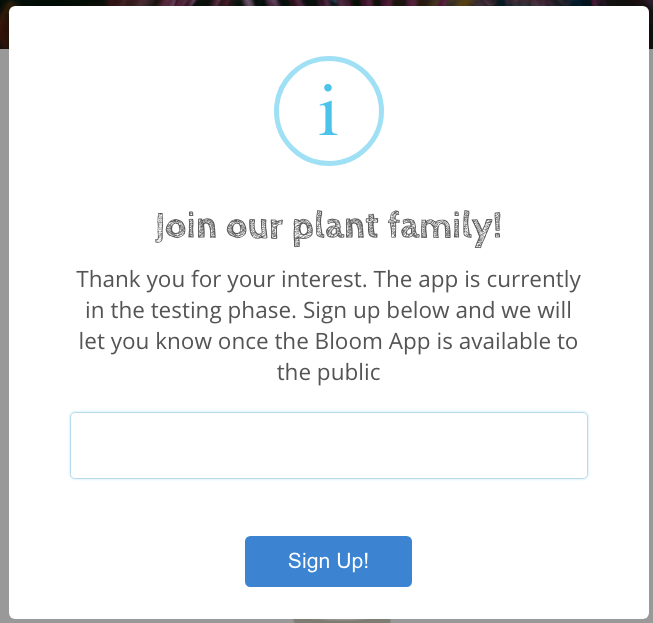 i
Join our plant family!
Thank you for your interest. The app is currently
in the testing phase. Sign up below and we will
let you know once the Bloom App is available to
the public
Sign Up!